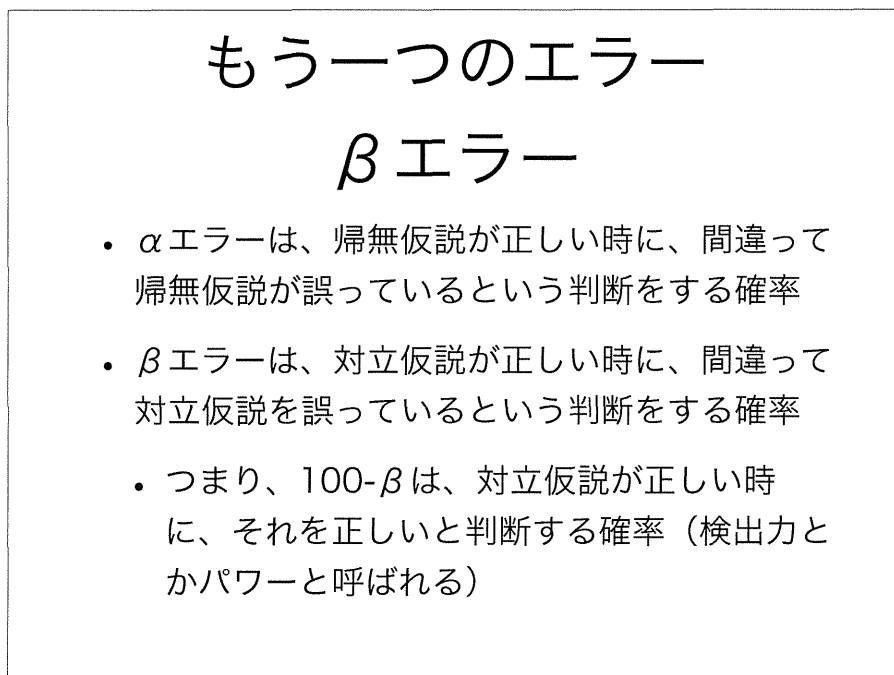 もう一つのエラー
βエラー
• αエラーは、帰無仮説が正しい時に、間違って
帰無仮説が誤っているという判断をする確率
• βエラーは、対立仮説が正しい時に、間違って
対立仮説を誤っているという判断をする確率
• つまり、100-βは、対立仮説が正しい時
に、それを正しいと判断する確率（検出力と
かパワーと呼ばれる）